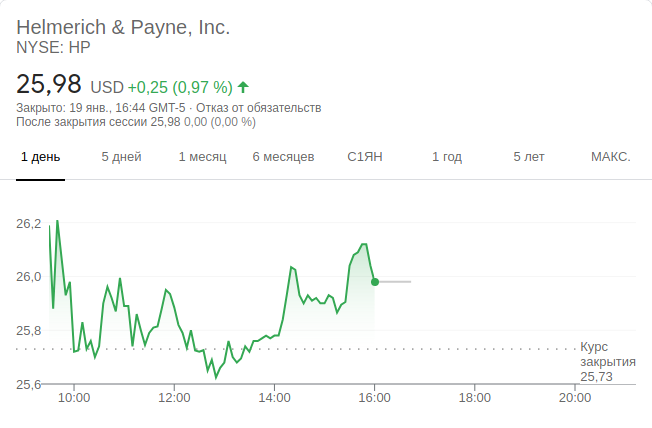 Helmerich & Payne, Inc.
NYSE: HP
25,98 USD +0,25 (0,97 %)
Закрыто: 19 янв., 16:44 GMT-5 · Отказ от обязательств
После закрытия сессии 25,98 0,00 (0,00 %)
1 день 5 дней 1 месяц 6 месяцев С1ЯН 1 год 5 лет МАКС.
26,2
26,0
25,8
Курс
закрытия
25,73
25,6
10:00 12:00 14:00 16:00 18:00 20:00